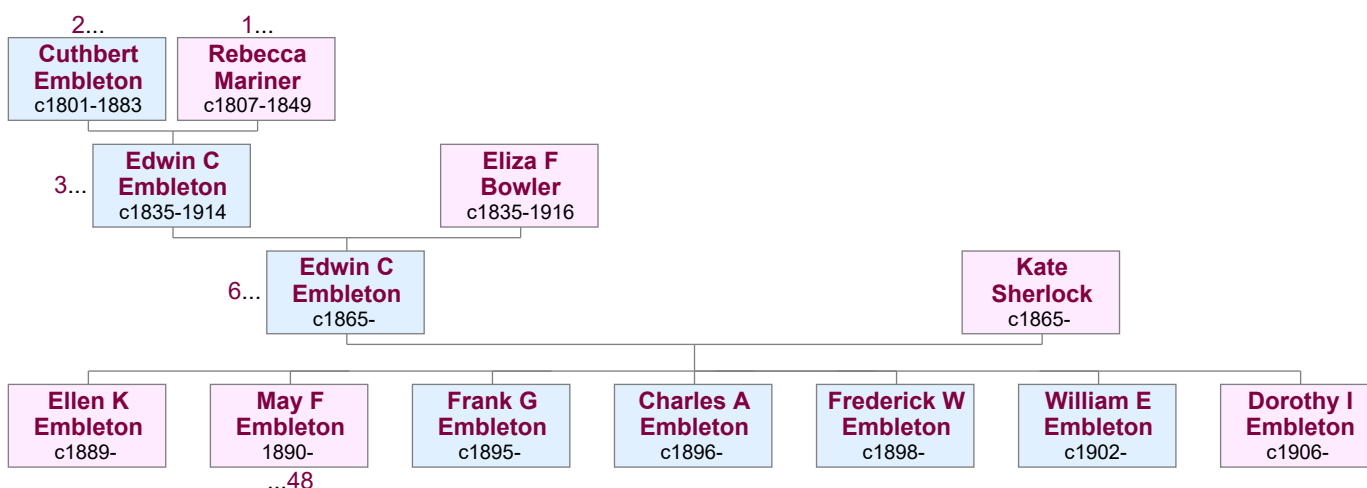 2...
1...
Cuthbert
Embleton
c1801-1883
Rebecca
Mariner
c1807-1849
3...
Edwin C
Embleton
c1835-1914
Eliza F
Bowler
c1835-1916
6...
Edwin C
Embleton
c1865-
Kate
Sherlock
c1865-
Ellen K
Embleton
c1889-
May F
Embleton
1890-
Frank G
Embleton
c1895-
Charles A
Embleton
c1896-
Frederick W
Embleton
c1898-
William E
Embleton
c1902-
Dorothy I
Embleton
c1906-
...48